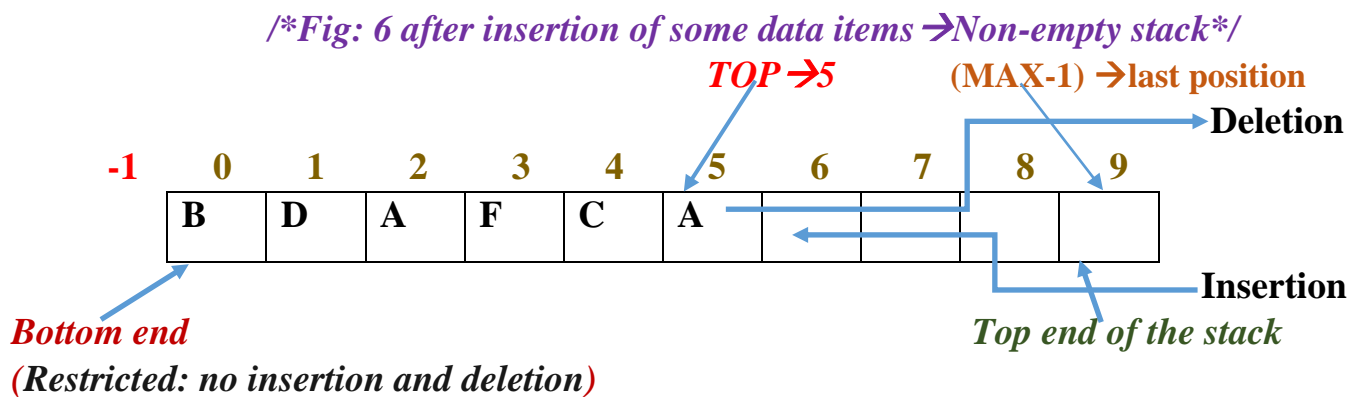 /*Fig: 6 after insertion of some data items→Non-empty stack*/
TOP→5 (MAX-1) →last position
Deletion
-1 0 1 2 3 4 5 6 7 8 9
B D A F C A
Insertion
Bottom end Top end of the stack
(Restricted: no insertion and deletion)